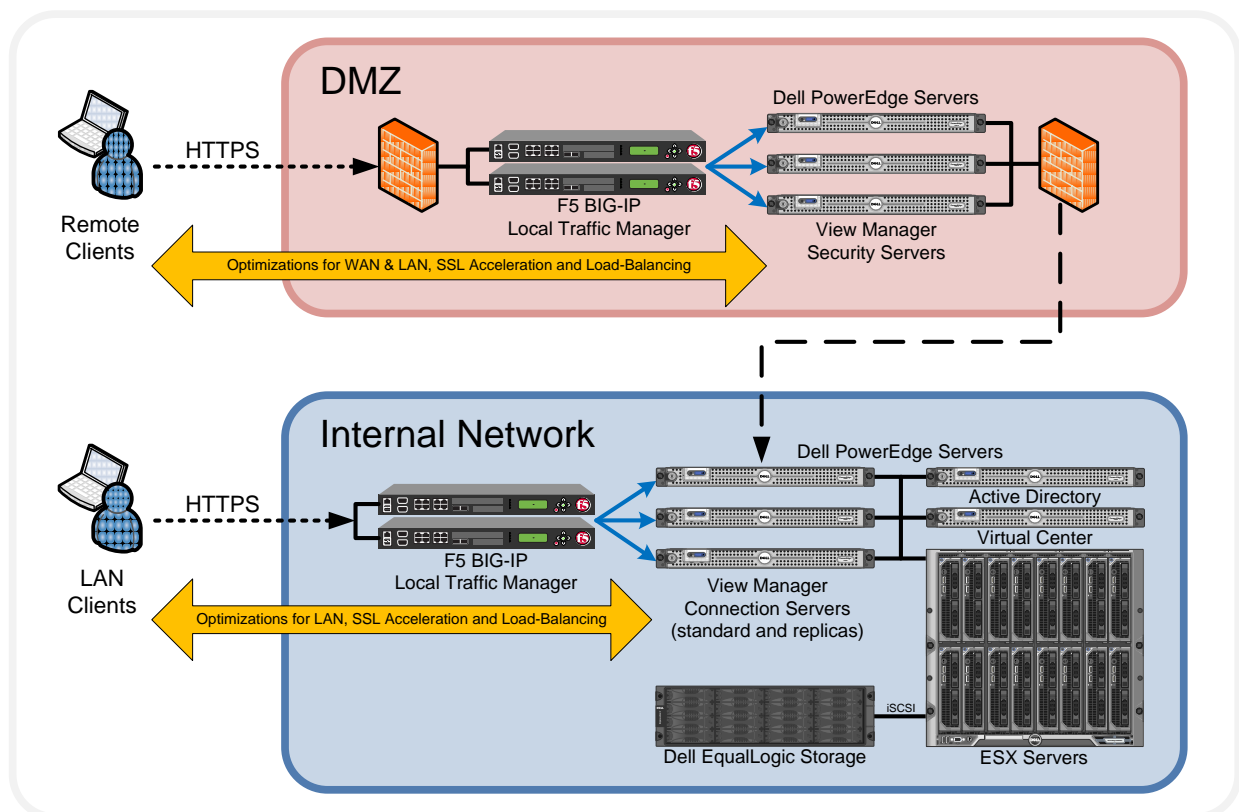 DMZ
Dell PowerEdge Servers
HTTPS
Remote
Clients
F5 BIG-IP
Local Traffic Manager
View Manager
Security Servers
Optimizations for WAN & LAN, SSL Acceleration and Load-Balancing
Internal Network
Dell PowerEdge Servers
HTTPS
Active Directory
Virtual Center
LAN
Clients
F5 BIG-IP
Local Traffic Manager
View Manager
Connection Servers
(standard and replicas)
Optimizations for LAN, SSL Acceleration and Load-Balancing
iSCSI
Dell EqualLogic Storage
ESX Servers